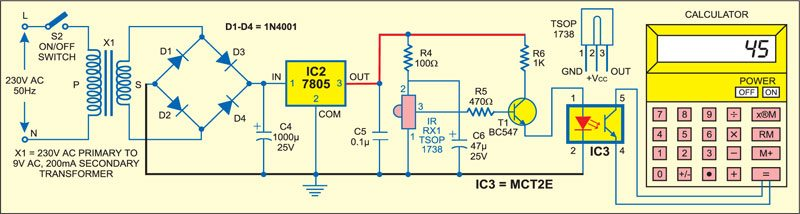 L
S2
ON/OFF
SWITCH
230V AC
50Hz
N
X1
P
S
X1 = 230V AC PRIMARY TO
9V AC, 200mA SECONDARY
TRANSFORMER
D1-D4 = 1N4001
D1
D3
D2
D4
IN
C4
1000µ
25V
IC2
1 7805 3
2
OUT
COM
C5
0.1µ
R4
100Ω
2
3
1
IR
RX1
TSOP
1738
C6
47µ
25V
R5
470Ω
R6
1K
T1
BC547
IC3 = MCT2E
TSOP
1738
1 2 3
GND
+Vcc
OUT
1
2
5
4
IC3
CALCULATOR
45
POWER
OFF ON
7 8 9 ÷ x®M
4 5 6 × RM
1 2 3 − M+
0 +/- • + =